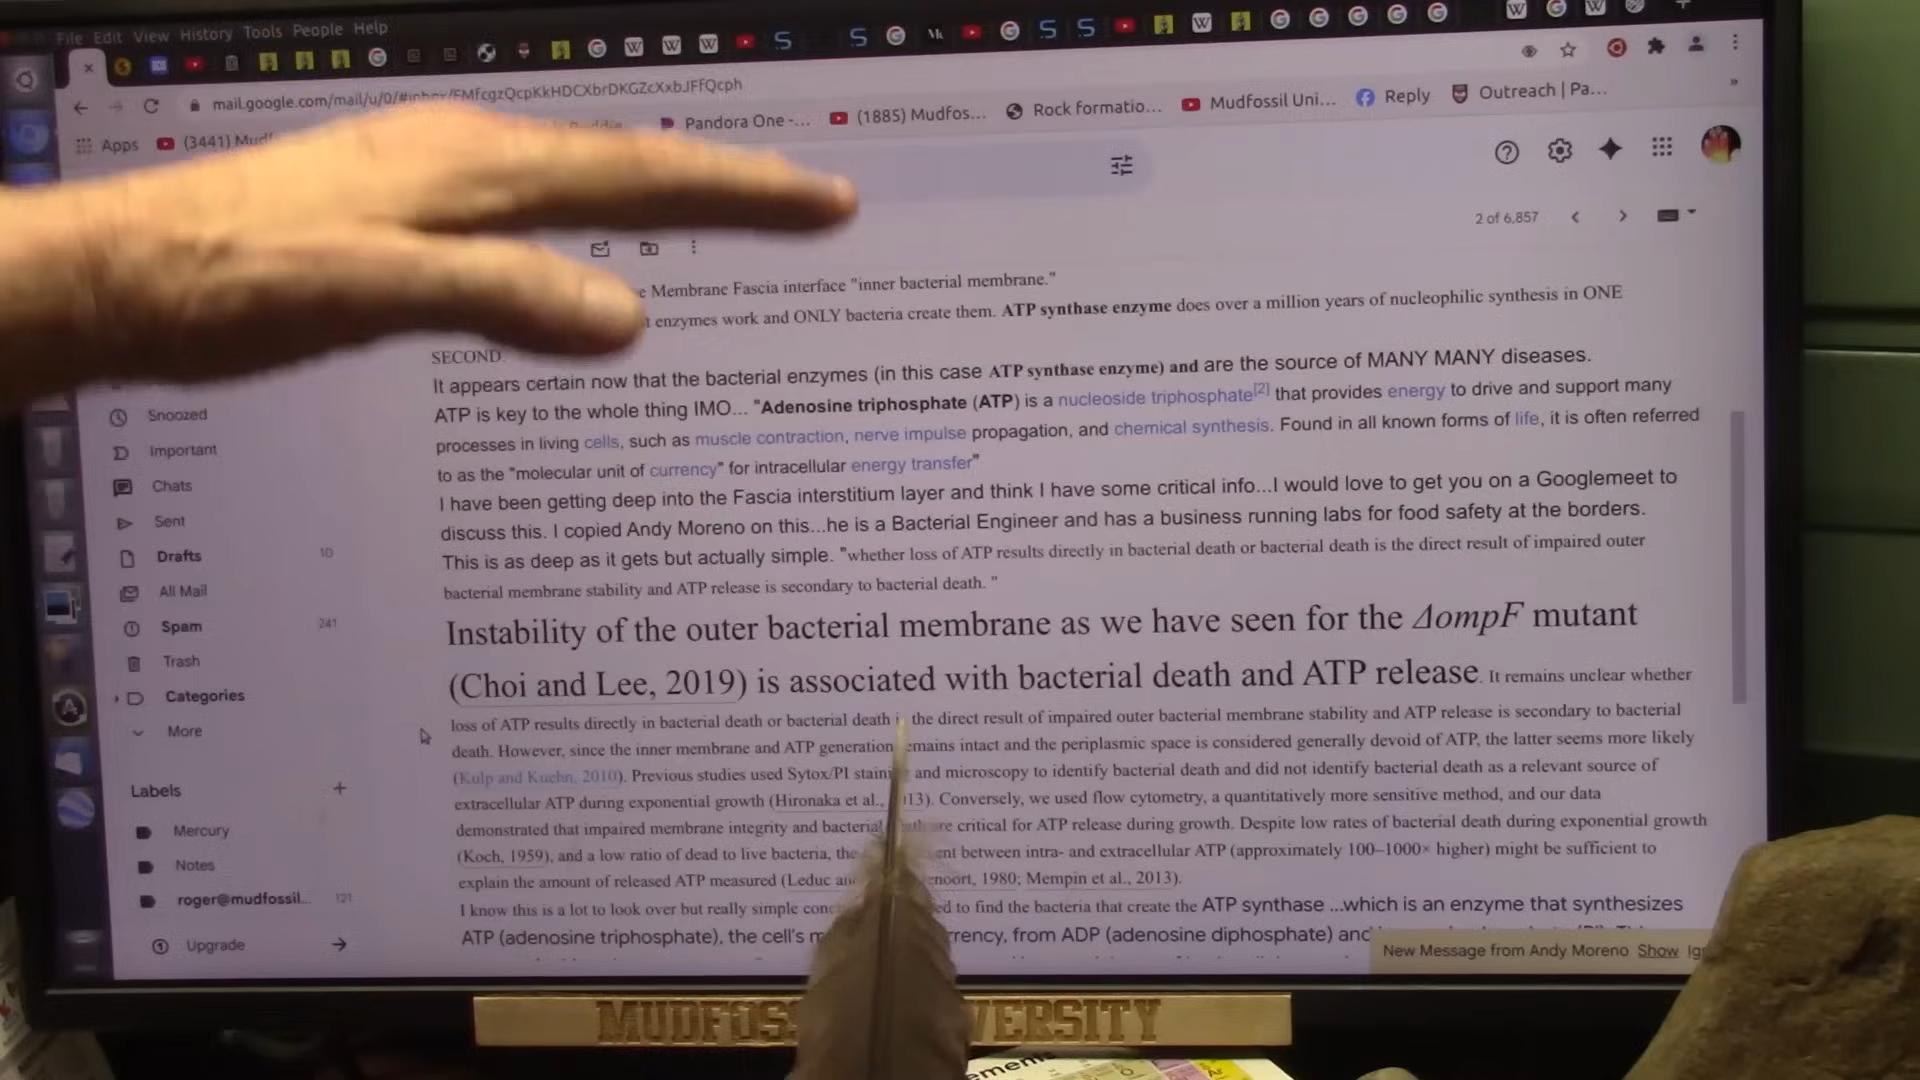 File Edit View History Tools People Help
mail.google.com/mail/u/0/#inbox/FMfcgzQcpKkHDCXbrDKGZcXxbJFfQcph
Apps (3441) Mudf Pandora One -... (1885) Mudfos... Rock formatio... Mudfossil Uni... Reply Outreach | Pa...
2 of 6,857
Membrane Fascia interface "inner bacterial membrane."
enzymes work and ONLY bacteria create them. ATP synthase enzyme does over a million years of nucleophilic synthesis in ONE
SECOND.
It appears certain now that the bacterial enzymes (in this case ATP synthase enzyme) and are the source of MANY MANY diseases.
ATP is key to the whole thing IMO... "Adenosine triphosphate (ATP) is a nucleoside triphosphate[2] that provides energy to drive and support many
processes in living cells, such as muscle contraction, nerve impulse propagation, and chemical synthesis. Found in all known forms of life, it is often referred
to as the "molecular unit of currency" for intracellular energy transfer"
I have been getting deep into the Fascia interstitium layer and think I have some critical info...I would love to get you on a Googlemeet to
discuss this. I copied Andy Moreno on this...he is a Bacterial Engineer and has a business running labs for food safety at the borders.
This is as deep as it gets but actually simple. "whether loss of ATP results directly in bacterial death or bacterial death is the direct result of impaired outer
bacterial membrane stability and ATP release is secondary to bacterial death. "
Instability of the outer bacterial membrane as we have seen for the ΔompF mutant
(Choi and Lee, 2019) is associated with bacterial death and ATP release. It remains unclear whether
loss of ATP results directly in bacterial death or bacterial death the direct result of impaired outer bacterial membrane stability and ATP release is secondary to bacterial
death. However, since the inner membrane and ATP generation remains intact and the periplasmic space is considered generally devoid of ATP, the latter seems more likely
(Kulp and Kuehn, 2010). Previous studies used Sytox/PI staini and microscopy to identify bacterial death and did not identify bacterial death as a relevant source of
extracellular ATP during exponential growth (Hironaka et al., 13). Conversely, we used flow cytometry, a quantitatively more sensitive method, and our data
demonstrated that impaired membrane integrity and bacterial are critical for ATP release during growth. Despite low rates of bacterial death during exponential growth
(Koch, 1959), and a low ratio of dead to live bacteria, the ent between intra- and extracellular ATP (approximately 100–1000× higher) might be sufficient to
explain the amount of released ATP measured (Leduc an enoort, 1980; Mempin et al., 2013).
I know this is a lot to look over but really simple con ed to find the bacteria that create the ATP synthase ...which is an enzyme that synthesizes
ATP (adenosine triphosphate), the cell's rrency, from ADP (adenosine diphosphate) and
Snoozed
Important
Chats
Sent
Drafts 10
All Mail
Spam 241
Trash
Categories
More
Labels +
Mercury
Notes
roger@mudfossil... 121
Upgrade
New Message from Andy Moreno Show Ig
MUDFOS VERSITY
ements
Ar